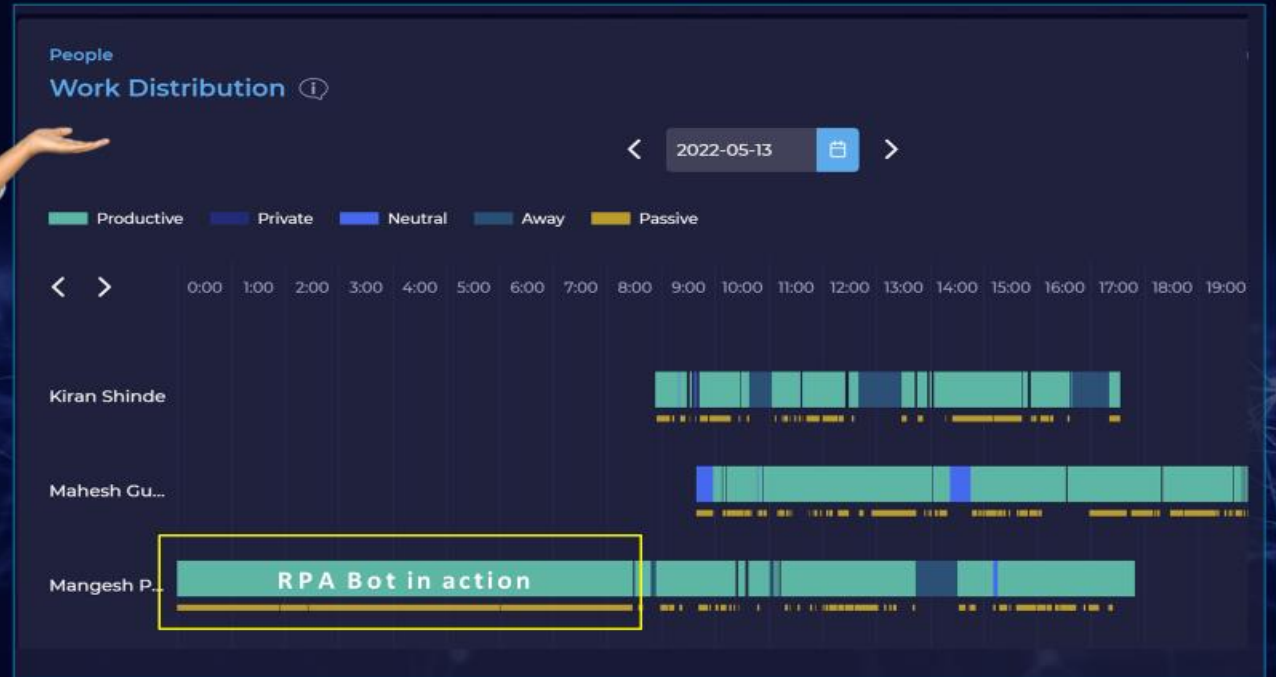 People
Work Distribution
2022-05-13
Productive Private Neutral Away Passive
0:00 1:00 2:00 3:00 4:00 5:00 6:00 7:00 8:00 9:00 10:00 11:00 12:00 13:00 14:00 15:00 16:00 17:00 18:00 19:00
Kiran Shinde
Mahesh Gu...
Mangesh P...
RPA Bot in action